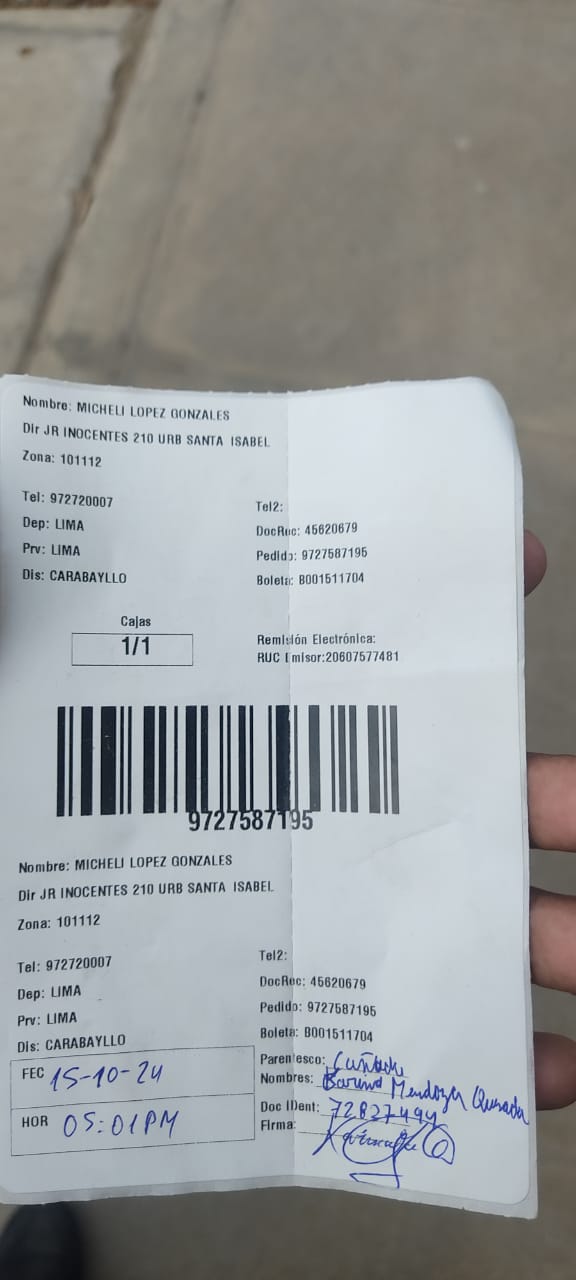 Nombre: MICHELI LOPEZ GONZALES
Dir JR INOCENTES 210 URB SANTA ISABEL
Zona: 101112
Tel: 972720007
Tel2:
Dep: LIMA
DocRec: 45620679
Prv: LIMA
Pedido: 9727587195
Dis: CARABAYLLO
Boleta: B001511704
Cajas
1/1
Remisión Electrónica:
RUC Emisor:20607577481
9727587195
Nombre: MICHELI LOPEZ GONZALES
Dir JR INOCENTES 210 URB SANTA ISABEL
Zona: 101112
Tel: 972720007
Tel2:
Dep: LIMA
DocRec: 45620679
Prv: LIMA
Pedido: 9727587195
Dis: CARABAYLLO
Boleta: B001511704
FEC 15-10-24
Parentesco:
Nombres: Mendoza Quesada
HOR 05:01PM
Doc IDent: 72827494
Firma: